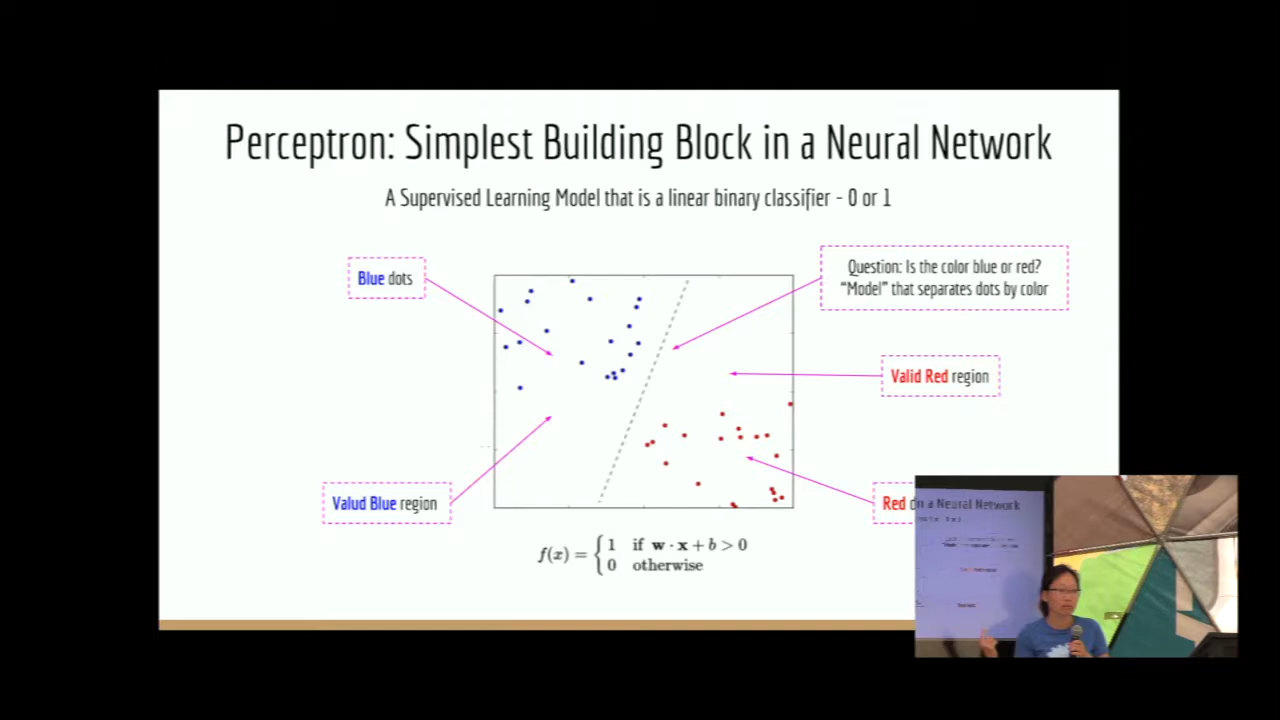 Perceptron: Simplest Building Block in a Neural Network
A Supervised Learning Model that is a linear binary classifier - 0 or 1
Blue dots
Question: Is the color blue or red?
“Model” that separates dots by color
Valid Red region
Valud Blue region
Red
n a Neural Network
f(x) = { 1 if w · x + b > 0
0 otherwise